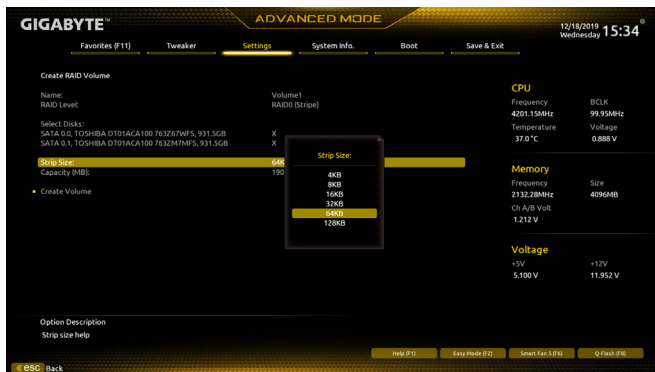 GIGABYTE™
ADVANCED MODE
12/18/2019
Wednesday 15:34
Favorites (F11) Tweaker Settings System Info. Boot Save & Exit
Create RAID Volume
Name: Volume1
RAID Level: RAID0 (Stripe)
Select Disks:
SATA 0.0, TOSHIBA DT01ACA100 763Z67WFS, 931.5GB X
SATA 0.1, TOSHIBA DT01ACA100 763ZM7MFS, 931.5GB X
Strip Size: 64K
Capacity (MB): 190
Create Volume
Strip Size:
4KB
8KB
16KB
32KB
64KB
128KB
CPU
Frequency BCLK
4201.15MHz 99.95MHz
Temperature Voltage
37.0 °C 0.888 V
Memory
Frequency Size
2132.28MHz 4096MB
Ch A/B Volt
1.212 V
Voltage
+5V +12V
5.100 V 11.952 V
Option Description
Strip size help
Help (F1) Easy Mode (F2) Smart Fan 5 (F6) Q-Flash (F8)
esc Back